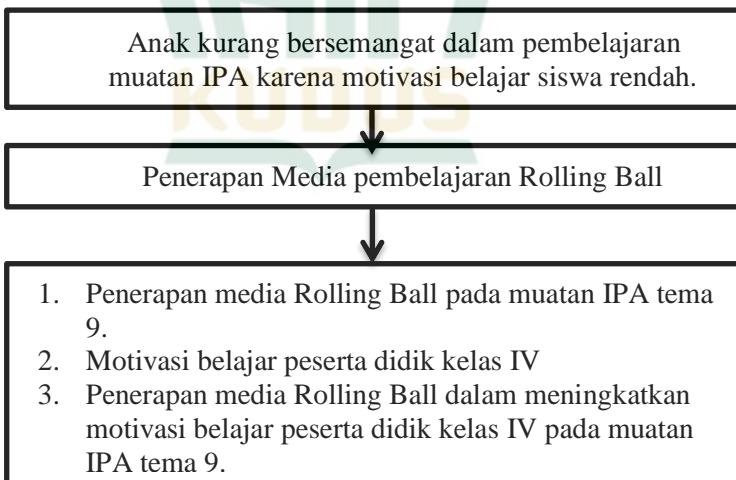 Anak kurang bersemangat dalam pembelajaran
muatan IPA karena motivasi belajar siswa rendah.
KUDUS
Penerapan Media pembelajaran Rolling Ball
1. Penerapan media Rolling Ball pada muatan IPA tema
9.
2. Motivasi belajar peserta didik kelas IV
3. Penerapan media Rolling Ball dalam meningkatkan
motivasi belajar peserta didik kelas IV pada muatan
IPA tema 9.